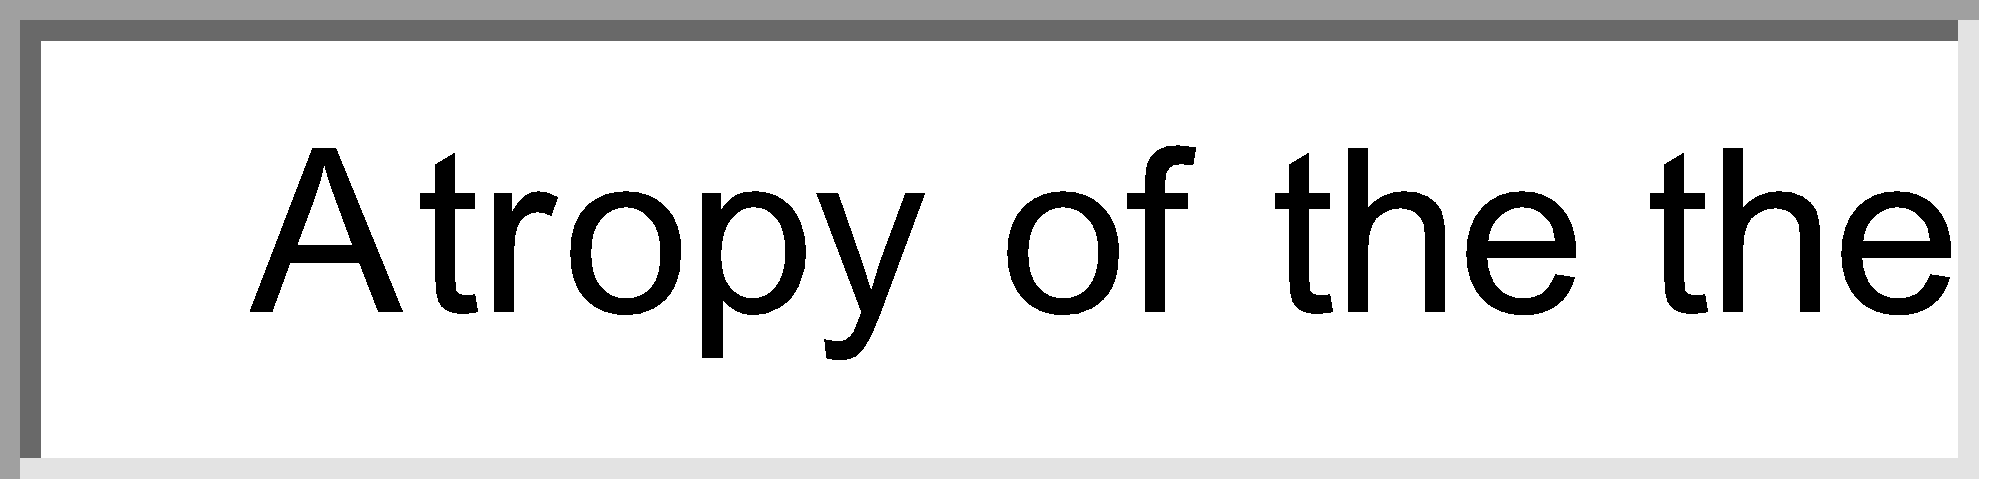 Atropy of the the